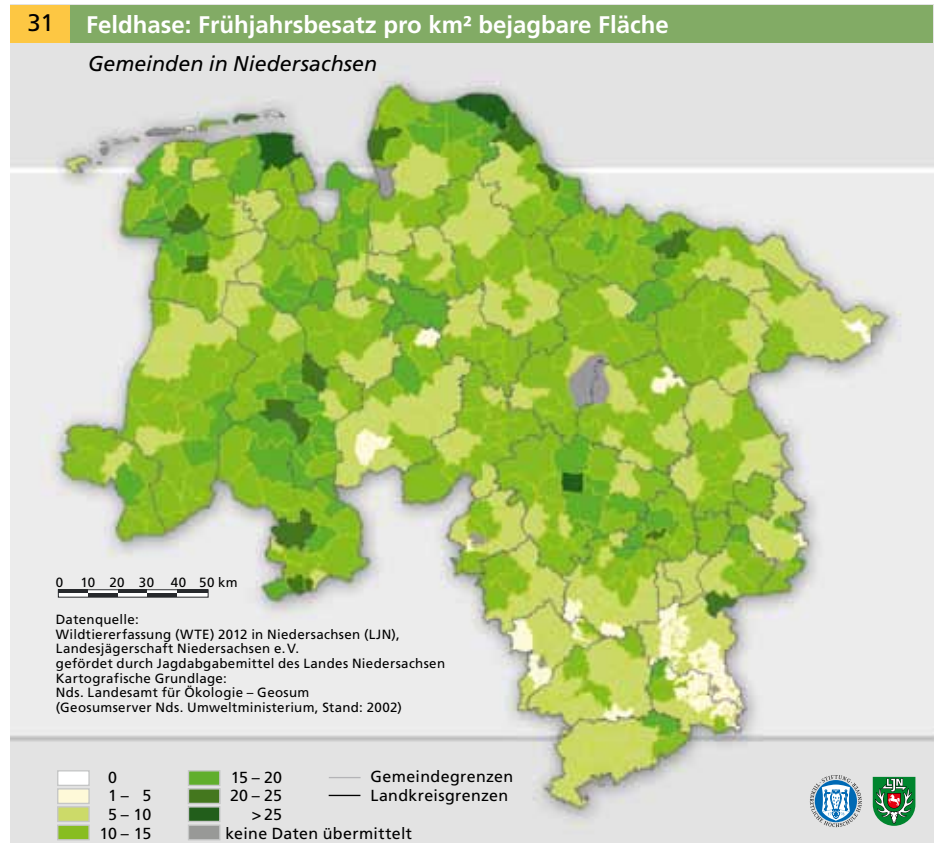 31 Feldhase: Frühjahrsbesatz pro km² bejagbare Fläche
Gemeinden in Niedersachsen
0 10 20 30 40 50 km
Datenquelle:
Wildtiererfassung (WTE) 2012 in Niedersachsen (LJN),
Landesjägerschaft Niedersachsen e. V.
gefördet durch Jagdabgabemittel des Landes Niedersachsen
Kartografische Grundlage:
Nds. Landesamt für Ökologie – Geosum
(Geosumserver Nds. Umweltministerium, Stand: 2002)
0
1 – 5
5 – 10
10 – 15
15 – 20
20 – 25
> 25
keine Daten übermittelt
Gemeindegrenzen
Landkreisgrenzen
STIFTUNG
HOCHSCHULE
LJN